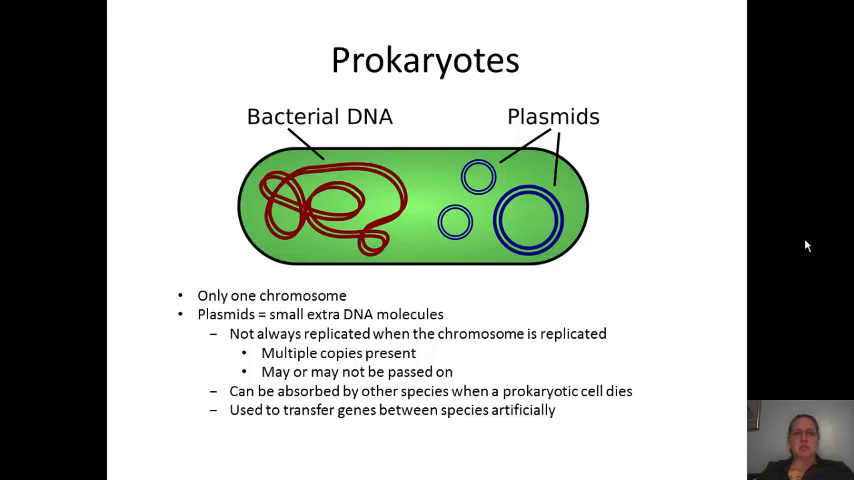 Prokaryotes
Bacterial DNA
Plasmids
• Only one chromosome
• Plasmids = small extra DNA molecules
– Not always replicated when the chromosome is replicated
• Multiple copies present
• May or may not be passed on
– Can be absorbed by other species when a prokaryotic cell dies
– Used to transfer genes between species artificially